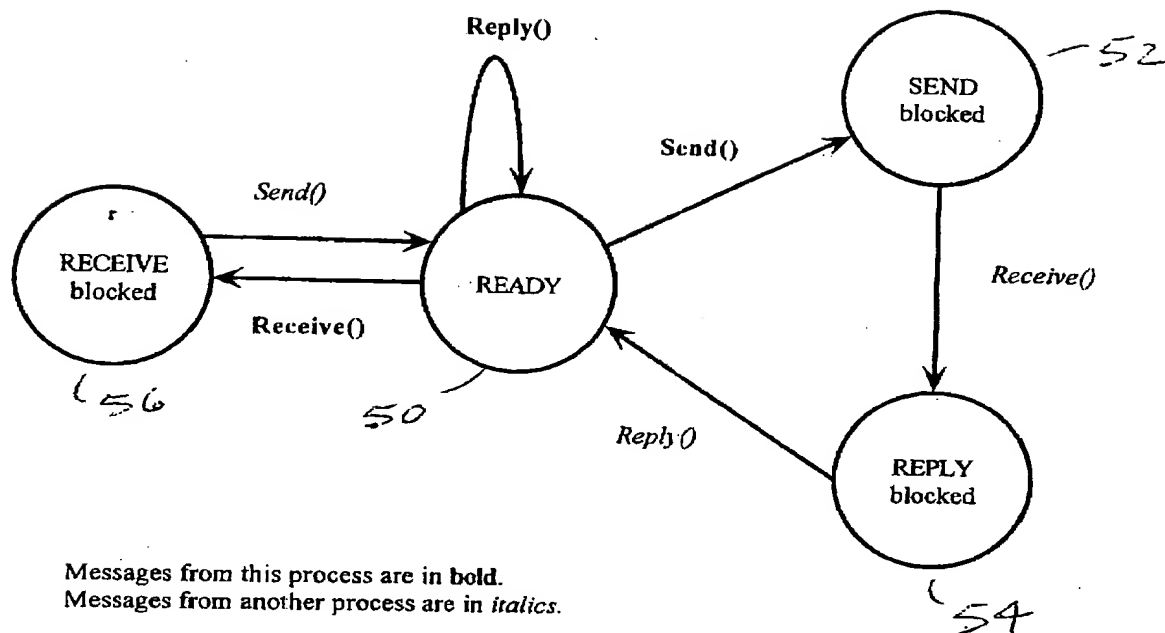 Reply()
52
SEND
blocked
Send()
Send()
r
RECEIVE
blocked
READY
Receive()
Receive()
56
50
Reply()
REPLY
blocked
Messages from this process are in bold.
Messages from another process are in italics.
54